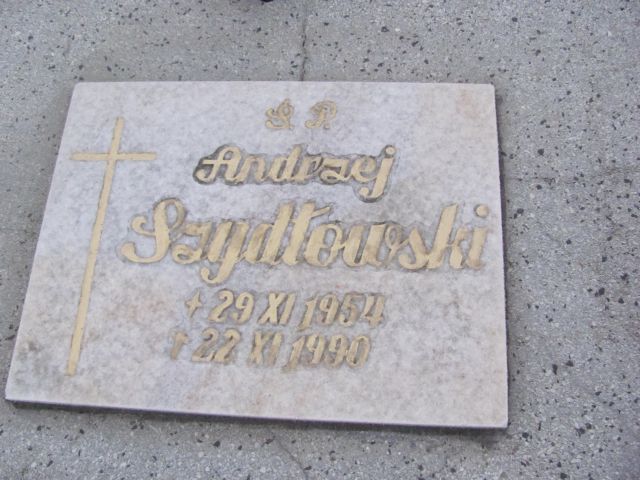 Ś. P.
Andrzej
Szydłowski
+ 29 XI 1954
† 22 XI 1990